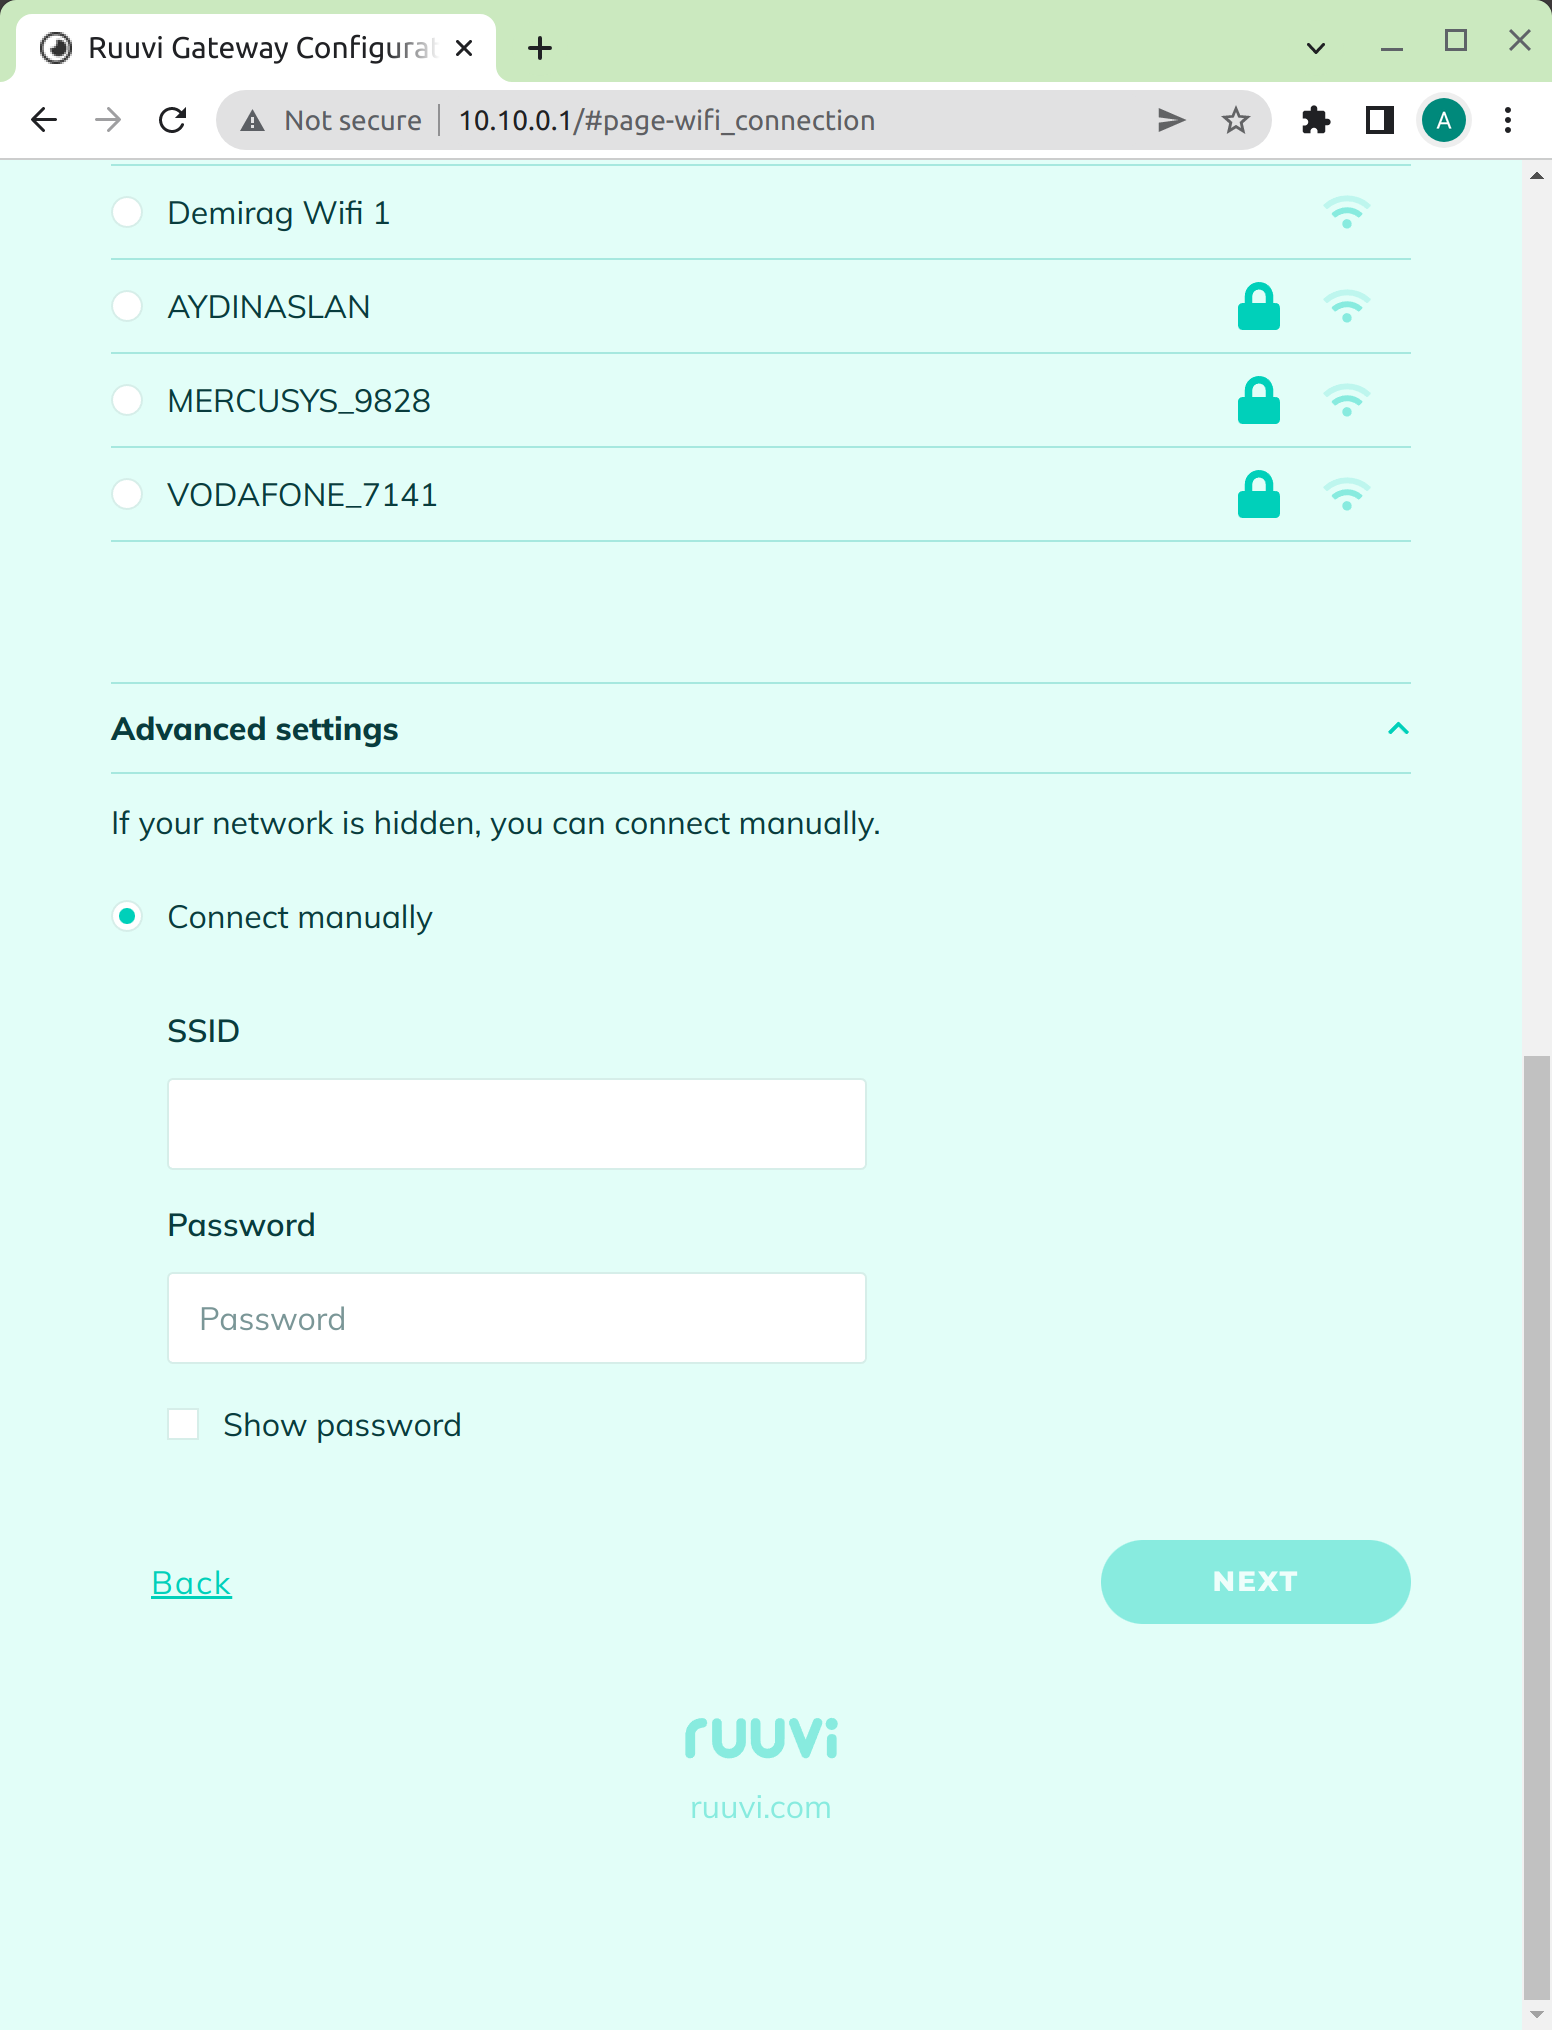 Ruuvi Gateway Configurat
Not secure 10.10.0.1/#page-wifi_connection
A
Demirag Wifi 1
AYDINASLAN
MERCUSYS_9828
VODAFONE_7141
Advanced settings
If your network is hidden, you can connect manually.
Connect manually
SSID
Password
Password
Show password
Back
NEXT
ruuvi
ruuvi.com